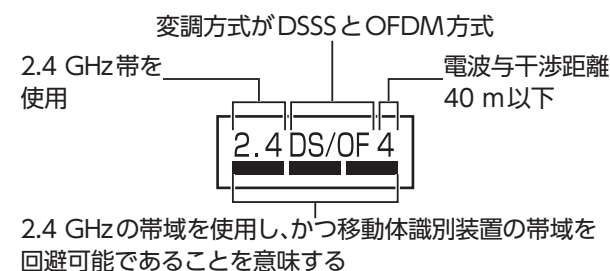 変調方式がDSSSとOFDM方式
2.4 GHz帯を
使用
電波与干渉距離
40 m以下
2.4 DS/OF 4
2.4 GHzの帯域を使用し、かつ移動体識別装置の帯域を
回避可能であることを意味する